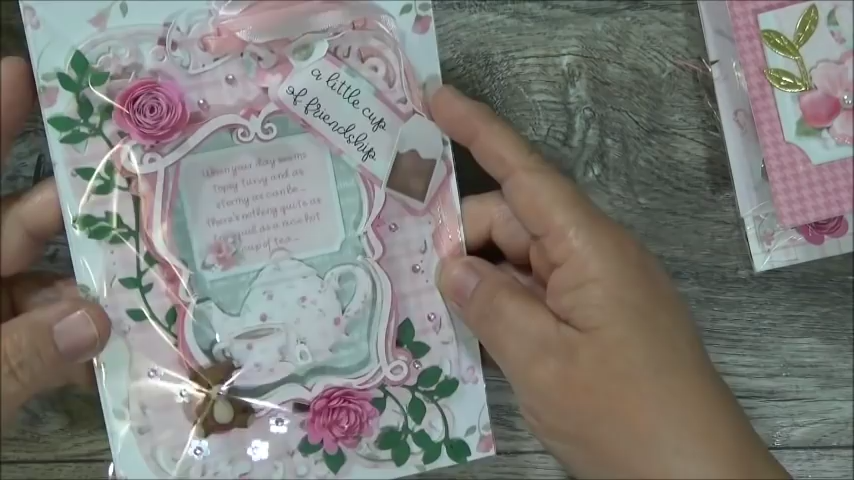 a little cup
of friendship
When your day seems
topsy turvy and as
stormy as can be...
there's nothing quite as
good as a nice hot
cup of tea...